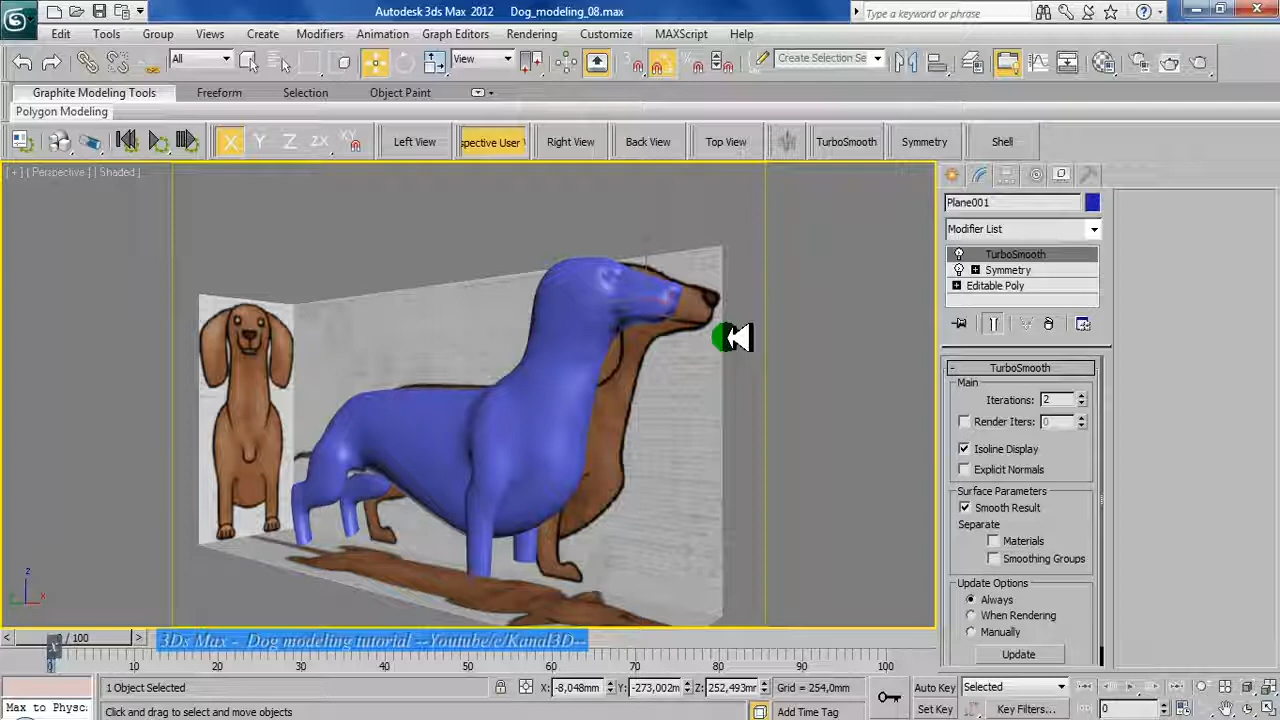 Autodesk 3ds Max 2012 Dog_modeling_08.max
Type a keyword or phrase
Edit Tools Group Views Create Modifiers Animation Graph Editors Rendering Customize MAXScript Help
All View 3 Create Selection Se
Graphite Modeling Tools Freeform Selection Object Paint
Polygon Modeling
X Y Z ZX XY Left View spective User Right View Back View Top View TurboSmooth Symmetry Shell
[ + ] [ Perspective ] [ Shaded ]
Plane001
Modifier List
TurboSmooth
Symmetry
Editable Poly
- TurboSmooth
Main
Iterations: 2
Render Iters: 0
Isoline Display
Explicit Normals
Surface Parameters
Smooth Result
Separate
Materials
Smoothing Groups
Update Options
Always
When Rendering
Manually
Update
z
x
< / 100 > 3Ds Max - Dog modeling tutorial --Youtube/c/Kanal3D--
0 10 20 30 40 50 60 70 80 90 100
1 Object Selected X: -8,048mm Y: -273,002m Z: 252,493mr Grid = 254,0mm Auto Key Selected
Max to Physc. Click and drag to select and move objects Add Time Tag Set Key Key Filters... 0